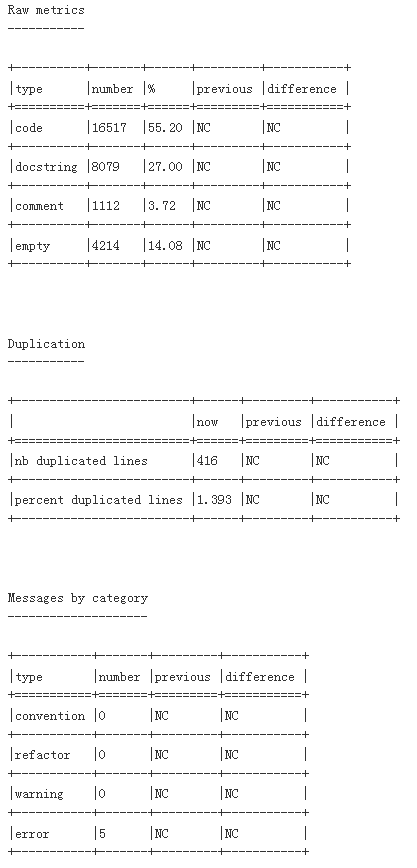 Raw metrics
-----------
+----------+-------+------+---------+-----------+
|type      |number |%     |previous |difference |
+==========+=======+======+=========+===========+
|code      |16517  |55.20 |NC       |NC         |
+----------+-------+------+---------+-----------+
|docstring |8079   |27.00 |NC       |NC         |
+----------+-------+------+---------+-----------+
|comment   |1112   |3.72  |NC       |NC         |
+----------+-------+------+---------+-----------+
|empty     |4214   |14.08 |NC       |NC         |
+----------+-------+------+---------+-----------+
Duplication
-----------
+-------------------------+------+---------+-----------+
|                         |now   |previous |difference |
+=========================+======+=========+===========+
|nb duplicated lines      |416   |NC       |NC         |
+-------------------------+------+---------+-----------+
|percent duplicated lines |1.393 |NC       |NC         |
+-------------------------+------+---------+-----------+
Messages by category
--------------------
+-----------+-------+---------+-----------+
|type       |number |previous |difference |
+===========+=======+=========+===========+
|convention |0      |NC       |NC         |
+-----------+-------+---------+-----------+
|refactor   |0      |NC       |NC         |
+-----------+-------+---------+-----------+
|warning    |0      |NC       |NC         |
+-----------+-------+---------+-----------+
|error      |5      |NC       |NC         |
+-----------+-------+---------+-----------+